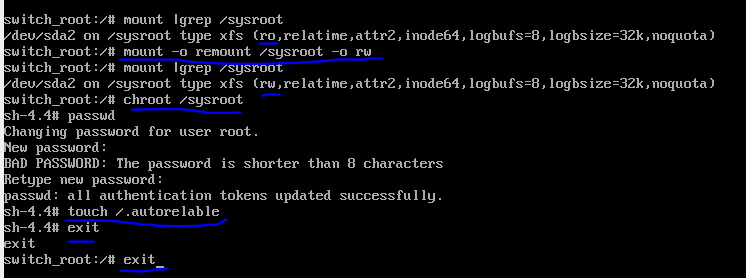 switch_root:/# mount |grep /sysroot
/dev/sda2 on /sysroot type xfs (ro,relatime,attr2,inode64,logbufs=8,logbsize=32k,noquota)
switch_root:/# mount -o remount /sysroot -o rw
switch_root:/# mount |grep /sysroot
/dev/sda2 on /sysroot type xfs (rw,relatime,attr2,inode64,logbufs=8,logbsize=32k,noquota)
switch_root:/# chroot /sysroot
sh-4.4# passwd
Changing password for user root.
New password:
BAD PASSWORD: The password is shorter than 8 characters
Retype new password:
passwd: all authentication tokens updated successfully.
sh-4.4# touch /.autorelable
sh-4.4# exit
exit
switch_root:/# exit_